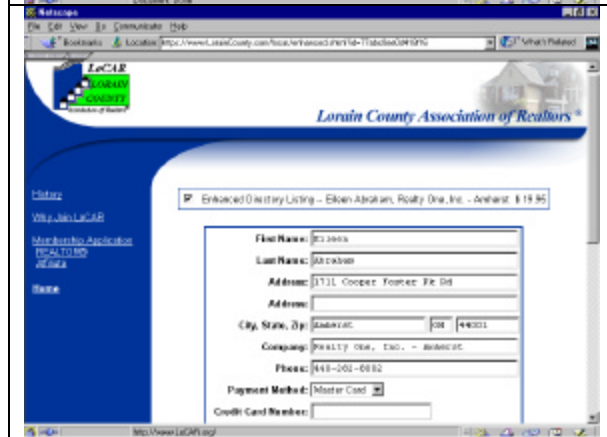 Netscape
File Edit View Go Communicator Help
Bookmarks Location: What's Related
LoCAR
LORAIN
COUNTY
Association of Realtors
Lorain County Association of Realtors ®
History
Why Join LoCAR
Membership Application
REALTORS
Affiliate
Home
Enhanced Directory Listing -- Eileen Abraham, Realty One, Inc. - Amherst $ 19.95
First Name: Eileen
Last Name: Abraham
Address: 1711 Cooper Foster Pk Rd
Address:
City, State, Zip: Amherst OH 44001
Company: Realty One, Inc. - Amherst
Phone:
Payment Method: Master Card
Credit Card Number: